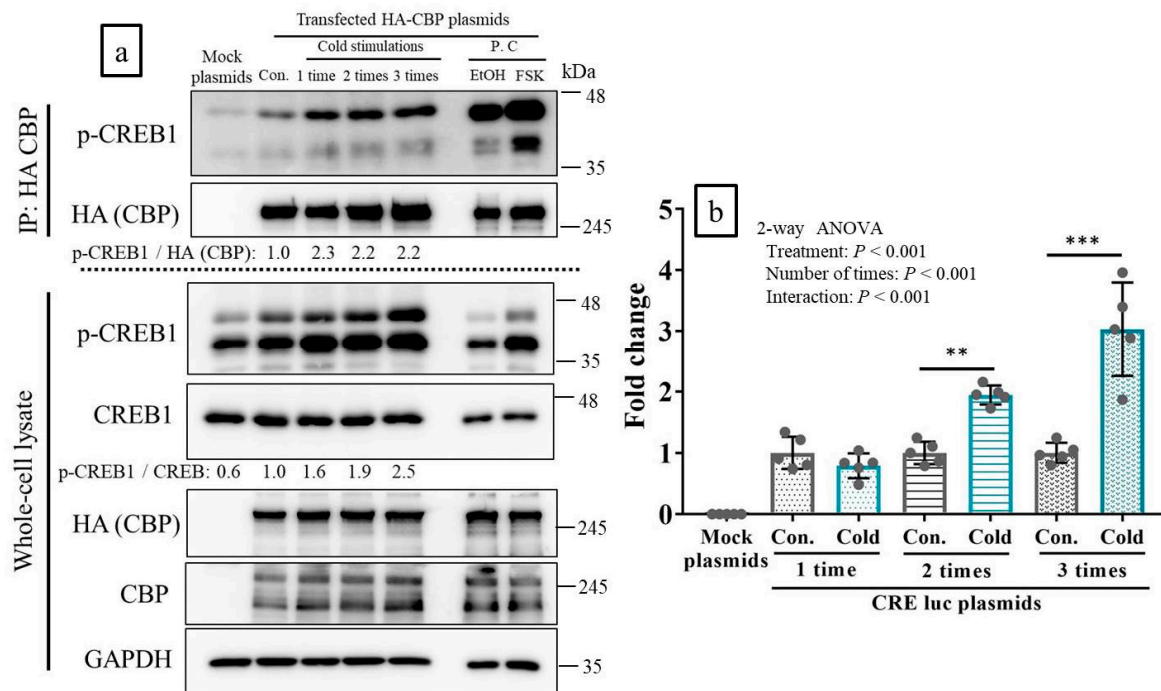 a
Transfected HA-CBP plasmids
Cold stimulations
P. C
Mock
plasmids
Con. 1 time 2 times 3 times
EtOH FSK
kDa
IP: HA CBP
p-CREB1
48
35
HA (CBP)
245
p-CREB1 / HA (CBP): 1.0 2.3 2.2 2.2
Whole-cell lysate
p-CREB1
48
35
CREB1
48
p-CREB1 / CREB: 0.6 1.0 1.6 1.9 2.5
HA (CBP)
245
CBP
245
GAPDH
35
b
2-way ANOVA
Treatment: P < 0.001
Number of times: P < 0.001
Interaction: P < 0.001
***
**
Fold change
7
6
5
4
3
2
1
0
Mock
plasmids
Con. Cold Con. Cold Con. Cold
1 time 2 times 3 times
CRE luc plasmids